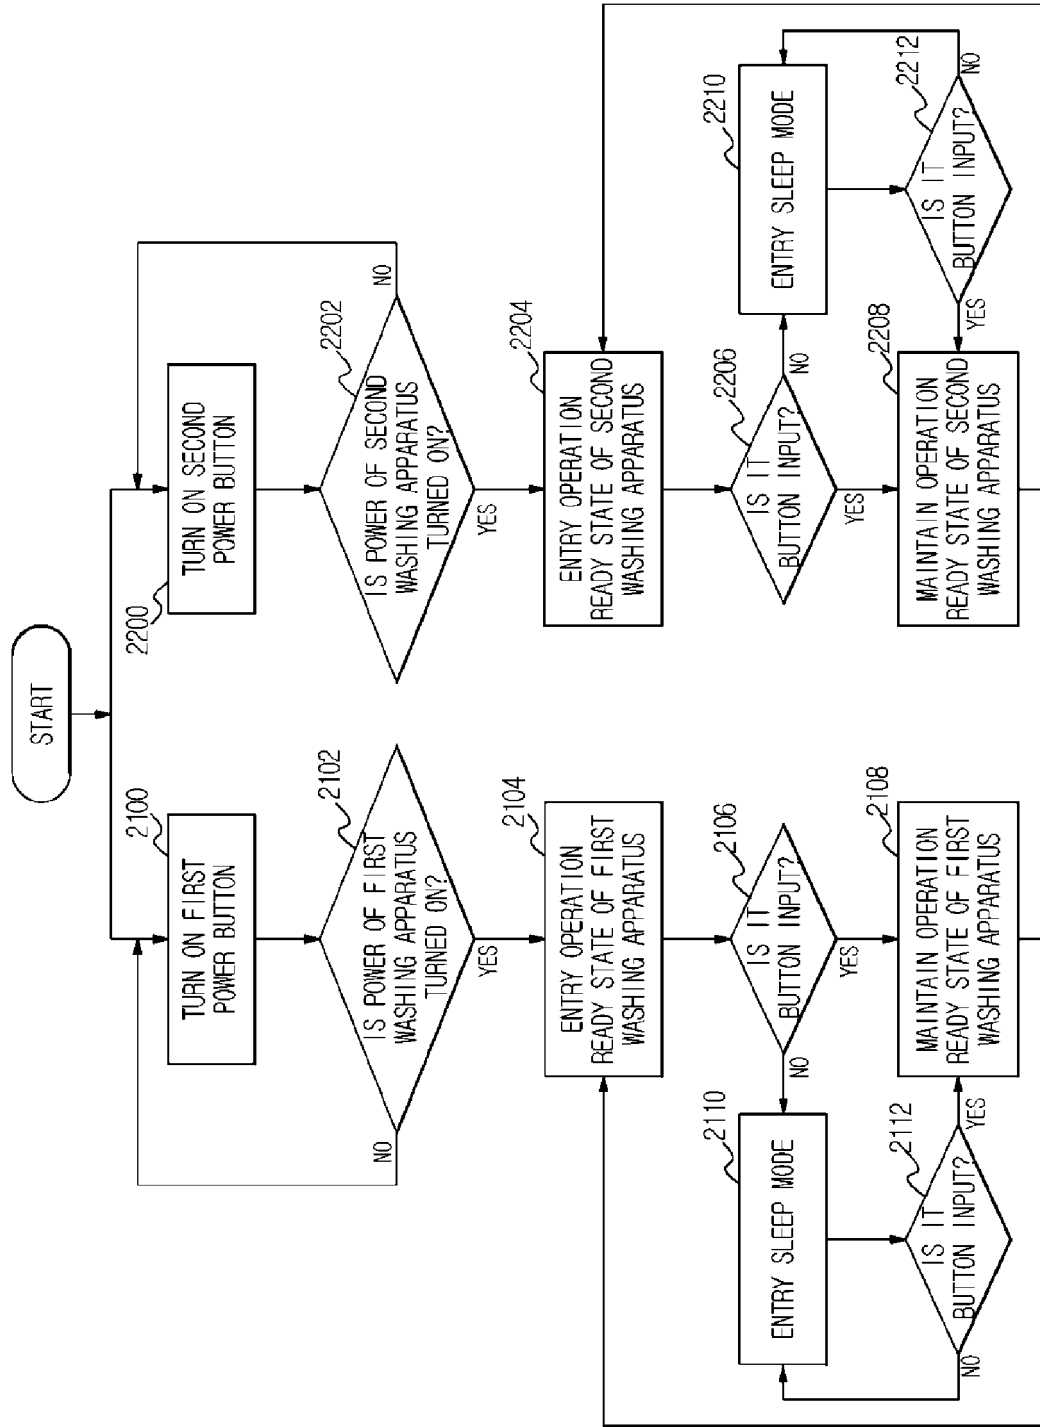 START
2100
TURN ON FIRST
POWER BUTTON
2102
IS POWER OF FIRST
WASHING APPARATUS
TURNED ON?
NO
YES
2104
ENTRY OPERATION
READY STATE OF FIRST
WASHING APPARATUS
2106
IS IT
BUTTON INPUT?
NO
YES
2110
ENTRY SLEEP MODE
2112
IS IT
BUTTON INPUT?
NO
YES
2108
MAINTAIN OPERATION
READY STATE OF FIRST
WASHING APPARATUS
2200
TURN ON SECOND
POWER BUTTON
2202
IS POWER OF SECOND
WASHING APPARATUS
TURNED ON?
NO
YES
2204
ENTRY OPERATION
READY STATE OF SECOND
WASHING APPARATUS
2206
IS IT
BUTTON INPUT?
NO
YES
2210
ENTRY SLEEP MODE
2212
IS IT
BUTTON INPUT?
NO
YES
2208
MAINTAIN OPERATION
READY STATE OF SECOND
WASHING APPARATUS